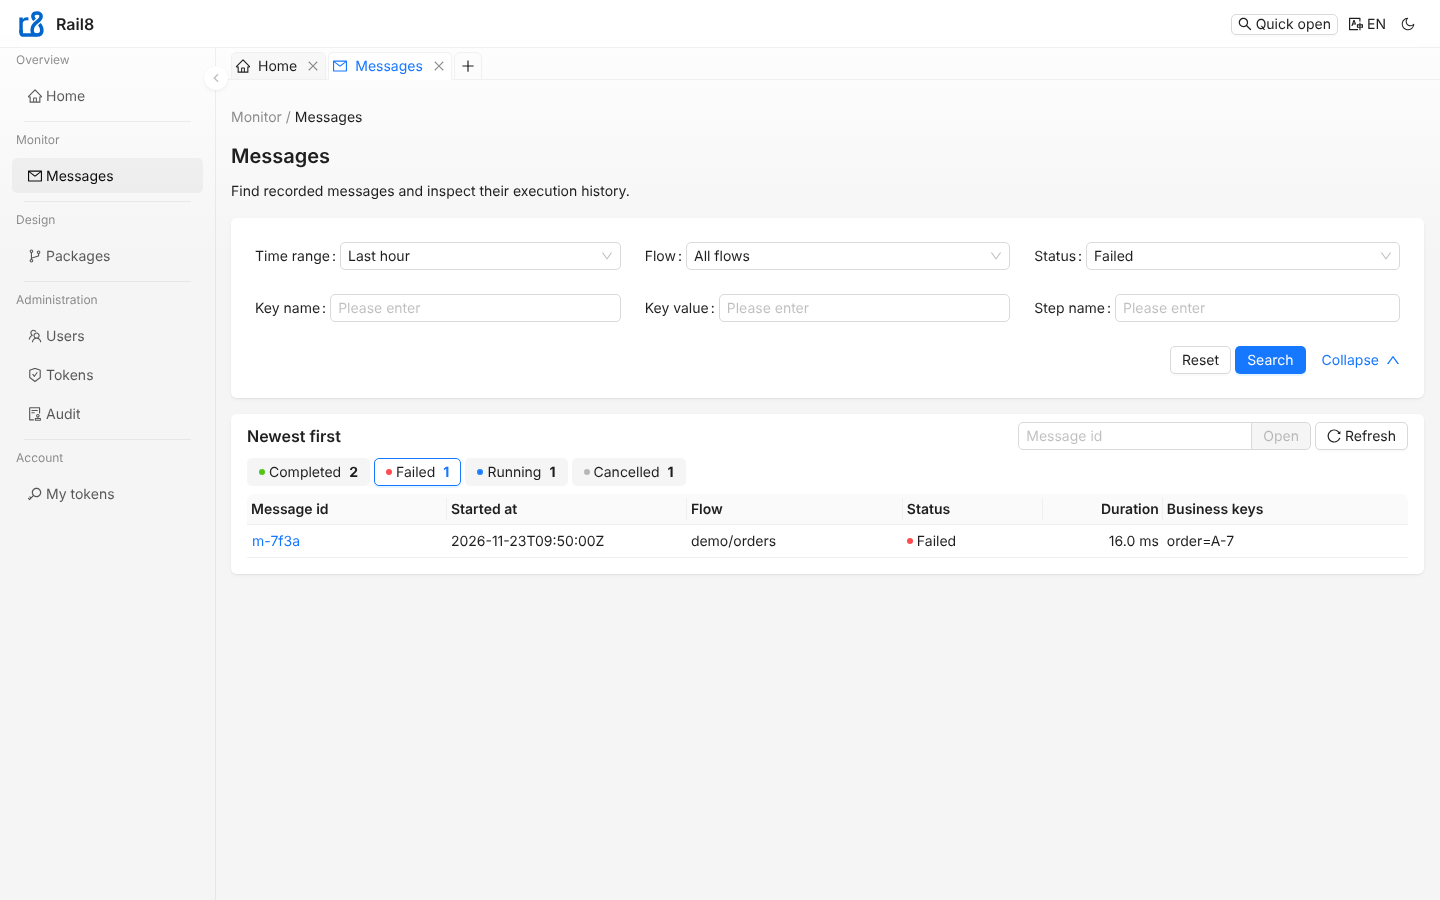 Rail8
Quick open
EN
Overview
Home
Monitor
Messages
Design
Packages
Administration
Users
Tokens
Audit
Account
My tokens
Home
Messages
Monitor / Messages
Messages
Find recorded messages and inspect their execution history.
Time range: Last hour
Flow: All flows
Status: Failed
Key name: Please enter
Key value: Please enter
Step name: Please enter
Reset
Search
Collapse
Newest first
Message id
Open
Refresh
Completed 2
Failed 1
Running 1
Cancelled 1
Message id Started at Flow Status Duration Business keys
m-7f3a 2026-11-23T09:50:00Z demo/orders Failed 16.0 ms order=A-7